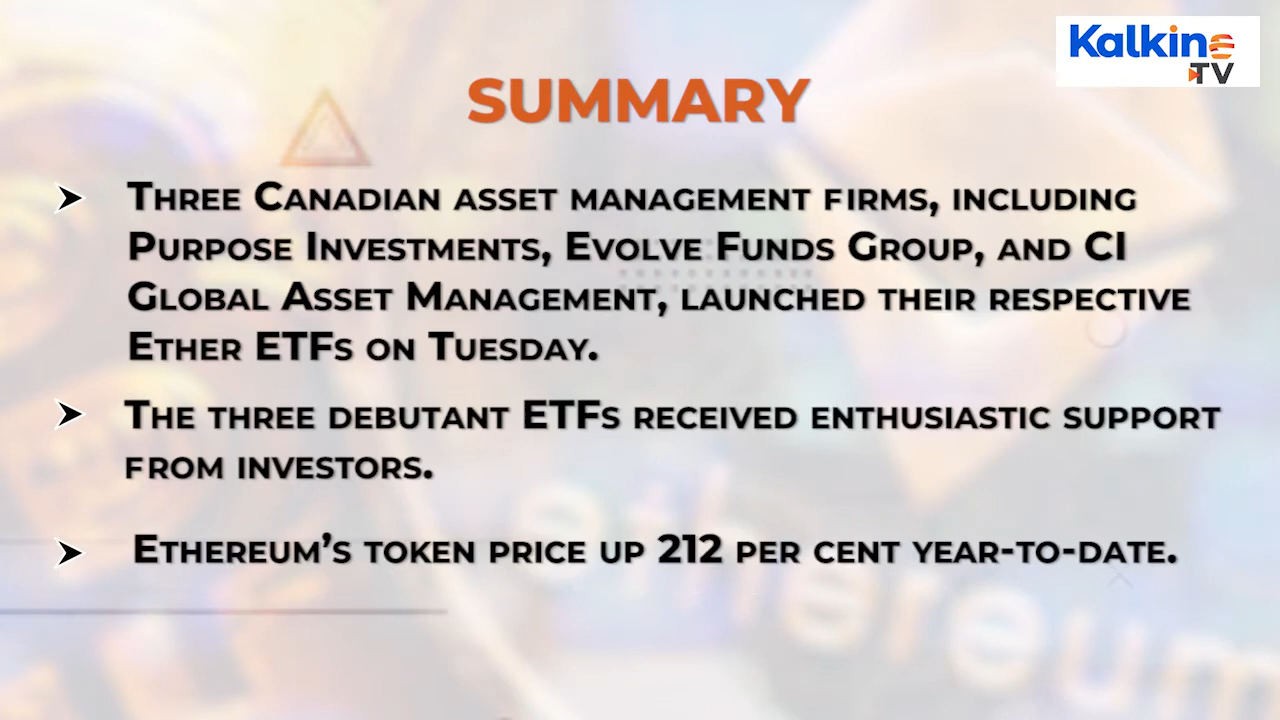 Kalkine
TV
SUMMARY
➤ Three Canadian asset management firms, including
Purpose Investments, Evolve Funds Group, and CI
Global Asset Management, launched their respective
Ether ETFs on Tuesday.
➤ The three debutant ETFs received enthusiastic support
from investors.
➤ Ethereum’s token price up 212 per cent year-to-date.
ethereum